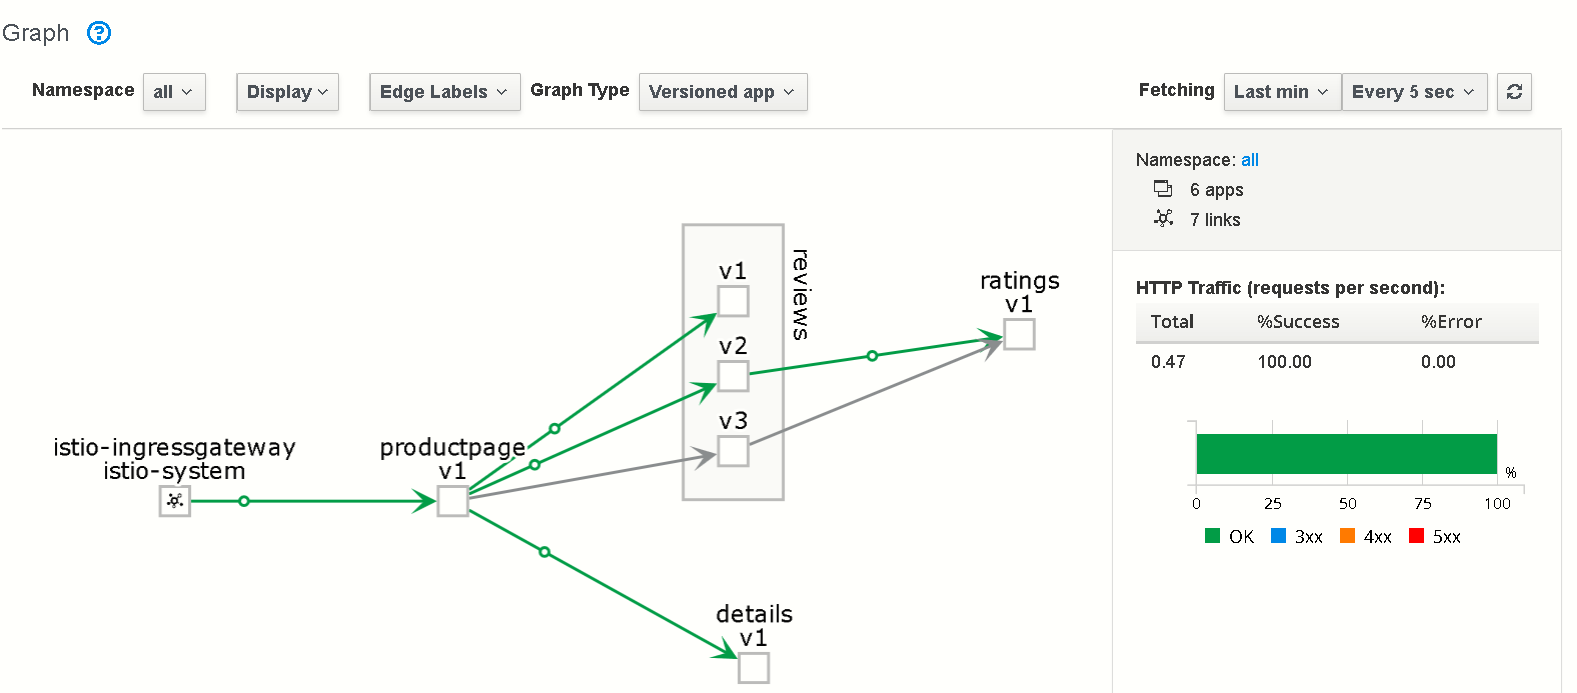 Graph
Namespace all Display Edge Labels Graph Type Versioned app Fetching Last min Every 5 sec
Namespace: all
6 apps
7 links
HTTP Traffic (requests per second):
Total %Success %Error
0.47 100.00 0.00
%
0 25 50 75 100
OK 3xx 4xx 5xx
v1
reviews
v2
v3
ratings
v1
istio-ingressgateway
istio-system
productpage
v1
details
v1